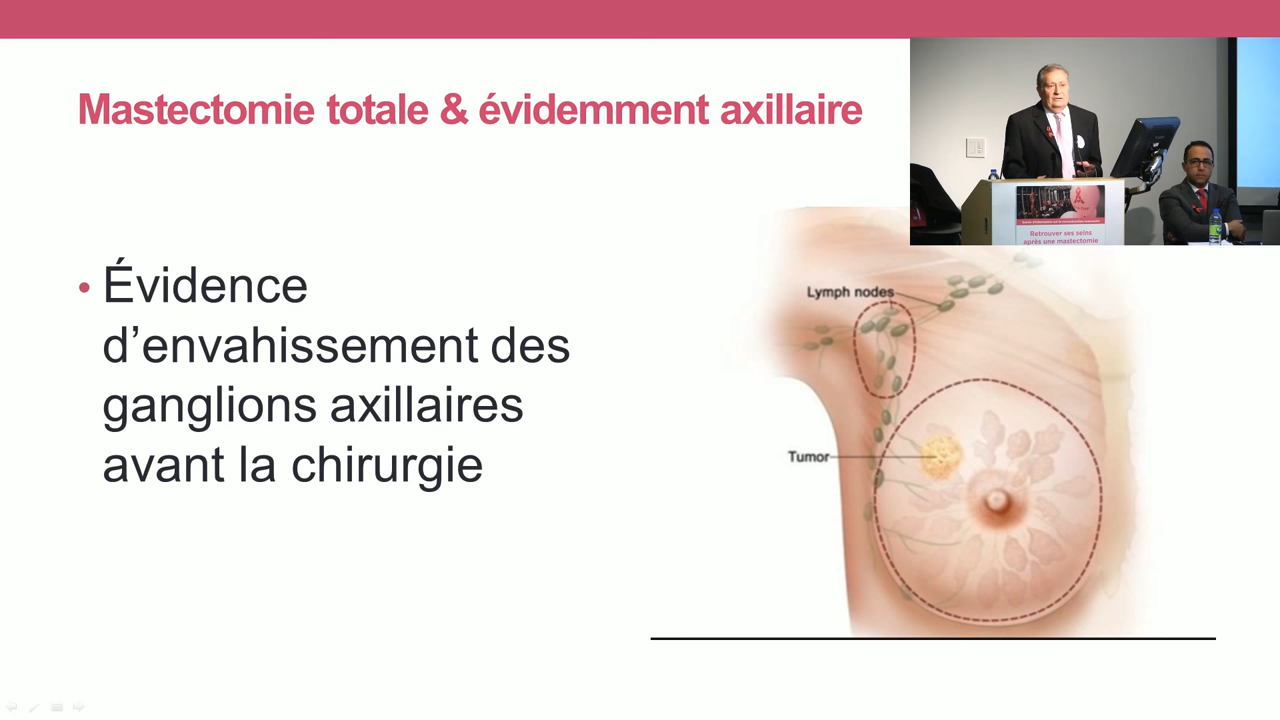 Mastectomie totale & évidemment axillaire
• Évidence
d’envahissement des
ganglions axillaires
avant la chirurgie
Lymph nodes
Tumor
Retrouver ses seins
après une mastectomie